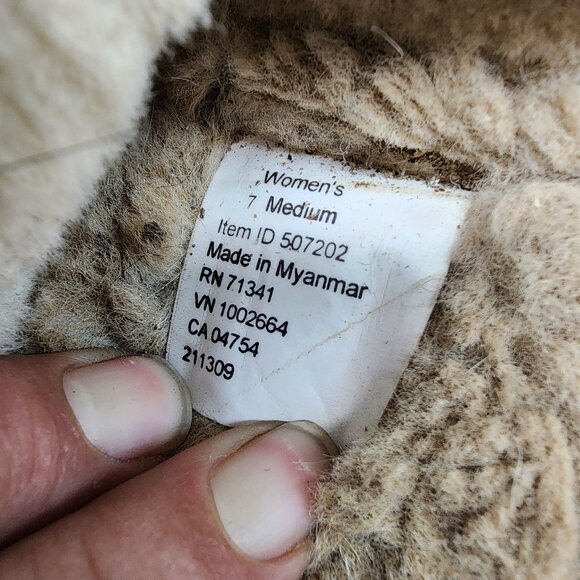 Women's
7 Medium
Item ID 507202
Made in Myanmar
RN 71341
VN 1002664
CA 04754
211309